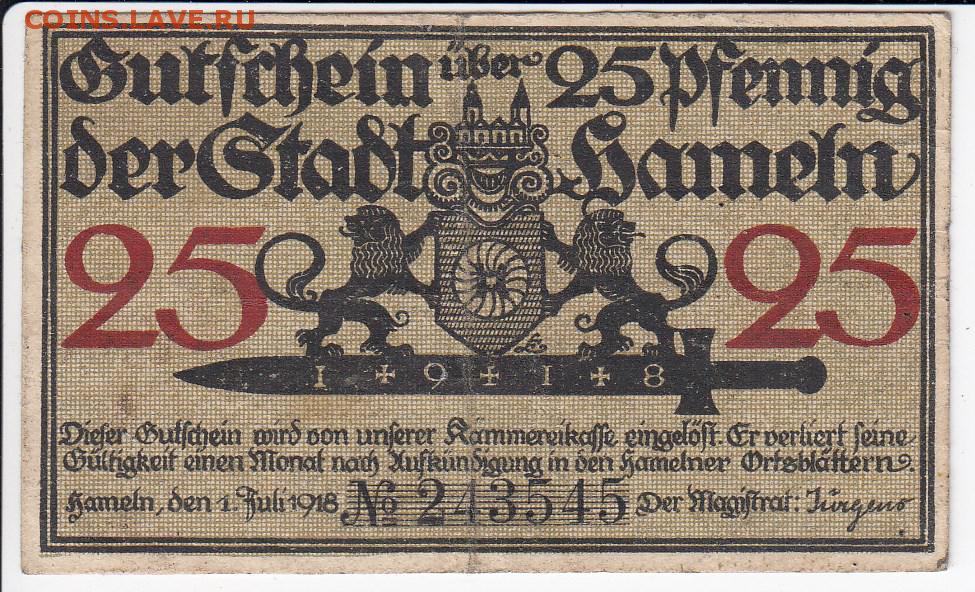 COINS.LAVE.RU
Gutschein über 25 Pfennig
der Stadt Hameln
25 25
1 + 9 + 1 + 8
Dieser Gutschein wird von unserer Kämmereikasse eingelöst. Er verliert seine
Gültigkeit einen Monat nach Aufkündigung in den Hamelner Ortsblättern.
Hameln, den 1. Juli 1918 № 243545 Der Magistrat: Jürgens